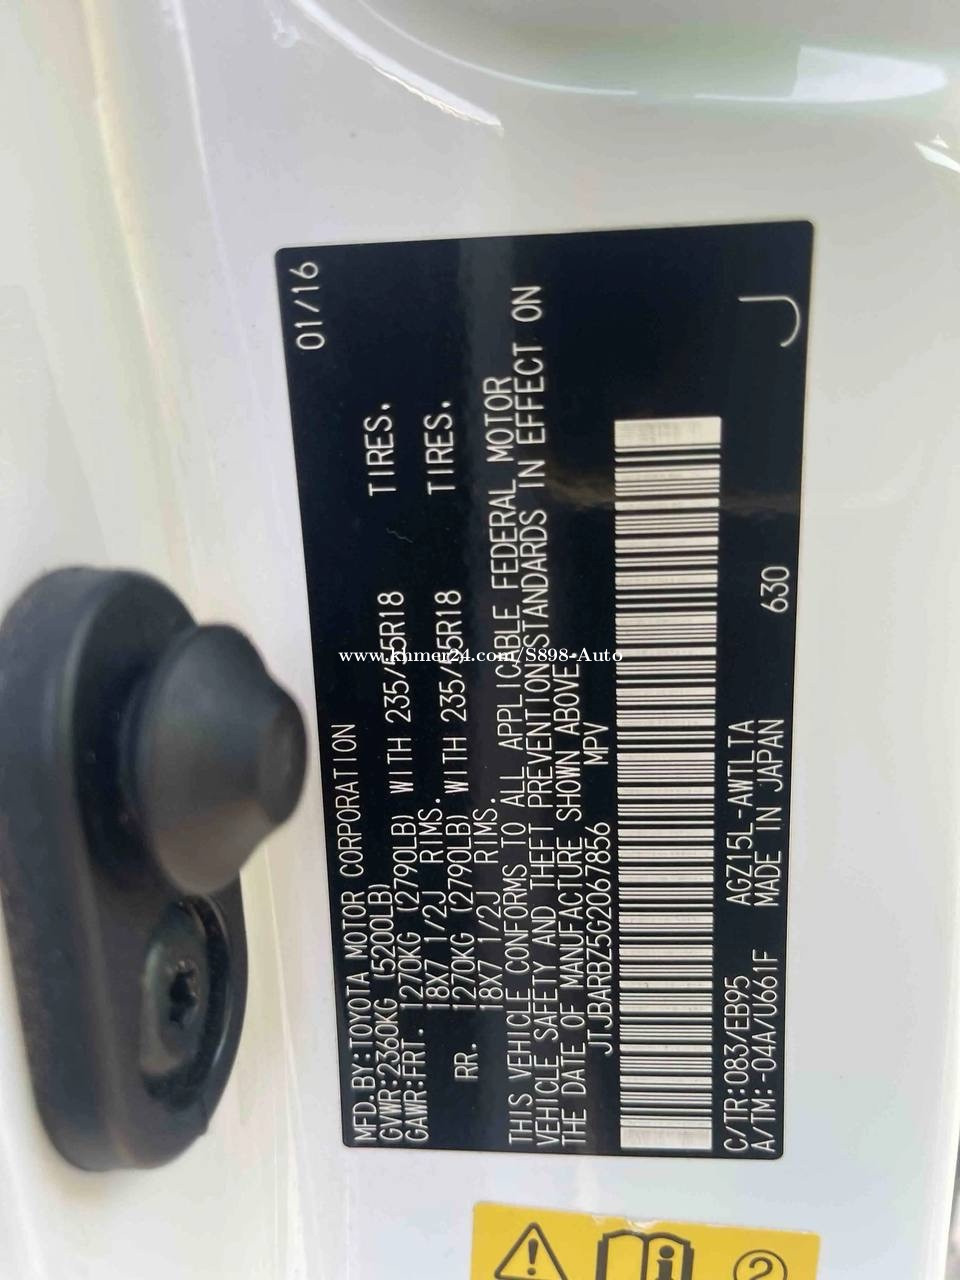 MFD.BY:TOYOTA MOTOR CORPORATION 01/16
GVWR:2360KG (5200LB)
GAWR:FRT. 1270KG (2790LB) WITH 235/55R18 TIRES.
18X7 1/2J RIMS.
RR. 1270KG (2790LB) WITH 235/55R18 TIRES.
18X7 1/2J RIMS.
THIS VEHICLE CONFORMS TO ALL APPLICABLE FEDERAL MOTOR
VEHICLE SAFETY AND THEFT PREVENTION STANDARDS IN EFFECT ON
THE DATE OF MANUFACTURE SHOWN ABOVE.
JTJBARBZ5G2067856 MPV
C/TR:083/EB95 AGZ15L-AWTLTA
A/TM:-04A/U661F MADE IN JAPAN 630 J
www.khmer24.com/S898-Auto
2